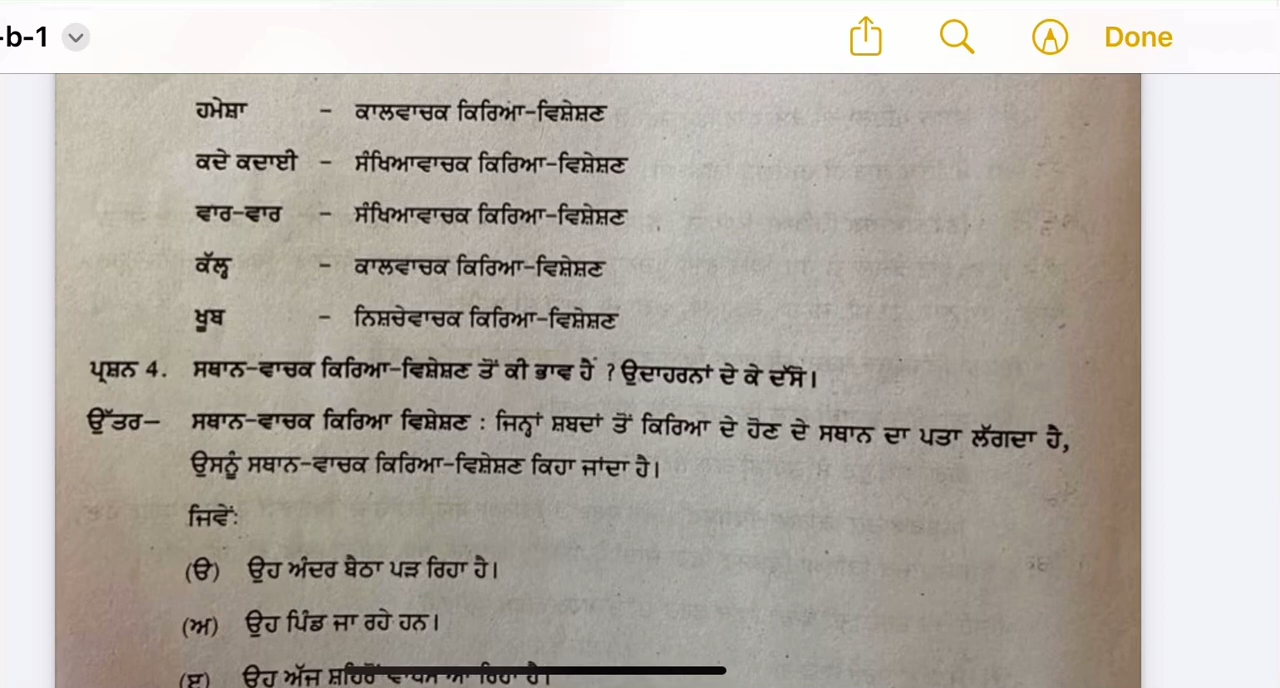 -b-1
Done
ਹਮੇਸ਼ਾ – ਕਾਲਵਾਚਕ ਕਿਰਿਆ-ਵਿਸ਼ੇਸ਼ਣ
ਕਦੇ ਕਦਾਈ – ਸੰਖਿਆਵਾਚਕ ਕਿਰਿਆ-ਵਿਸ਼ੇਸ਼ਣ
ਵਾਰ-ਵਾਰ – ਸੰਖਿਆਵਾਚਕ ਕਿਰਿਆ-ਵਿਸ਼ੇਸ਼ਣ
ਕੱਲ੍ਹ – ਕਾਲਵਾਚਕ ਕਿਰਿਆ-ਵਿਸ਼ੇਸ਼ਣ
ਖ਼ੂਬ – ਨਿਸ਼ਚੇਵਾਚਕ ਕਿਰਿਆ-ਵਿਸ਼ੇਸ਼ਣ
ਪ੍ਰਸ਼ਨ 4. ਸਥਾਨ-ਵਾਚਕ ਕਿਰਿਆ-ਵਿਸ਼ੇਸ਼ਣ ਤੋਂ ਕੀ ਭਾਵ ਹੈਂ ? ਉਦਾਹਰਨਾਂ ਦੇ ਕੇ ਦੱਸੋ।
ਉੱਤਰ– ਸਥਾਨ-ਵਾਚਕ ਕਿਰਿਆ ਵਿਸ਼ੇਸ਼ਣ : ਜਿਨ੍ਹਾਂ ਸ਼ਬਦਾਂ ਤੋਂ ਕਿਰਿਆ ਦੇ ਹੋਣ ਦੇ ਸਥਾਨ ਦਾ ਪਤਾ ਲੱਗਦਾ ਹੈ,
ਉਸਨੂੰ ਸਥਾਨ-ਵਾਚਕ ਕਿਰਿਆ-ਵਿਸ਼ੇਸ਼ਣ ਕਿਹਾ ਜਾਂਦਾ ਹੈ।
ਜਿਵੇਂ:
(ੳ) ਉਹ ਅੰਦਰ ਬੈਠਾ ਪੜ ਰਿਹਾ ਹੈ।
(ਅ) ਉਹ ਪਿੰਡ ਜਾ ਰਹੇ ਹਨ।
(ੲ) ਉਹ ਅੱਜ ਸ਼ਹਿਰੋਂ ਵਾਪਸ ਆ ਰਿਹਾ ਹੈ।